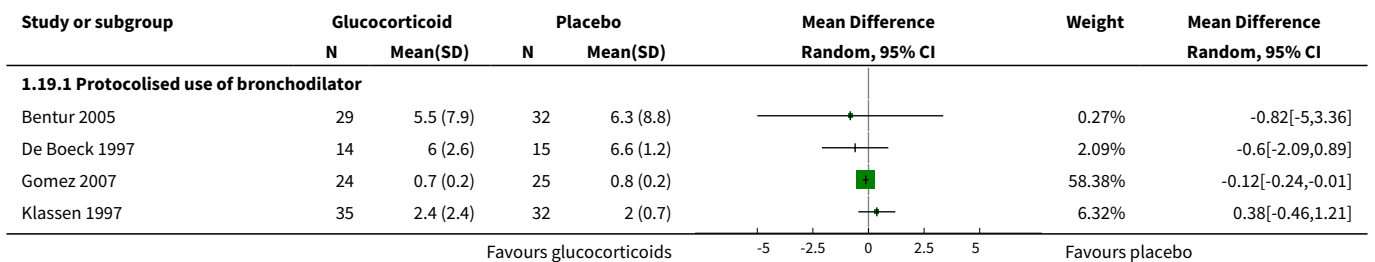 Study or subgroup Glucocorticoid Placebo Mean Difference Weight Mean Difference
N Mean(SD) N Mean(SD) Random, 95% CI Random, 95% CI
1.19.1 Protocolised use of bronchodilator
Bentur 2005 29 5.5 (7.9) 32 6.3 (8.8) 0.27% -0.82[-5,3.36]
De Boeck 1997 14 6 (2.6) 15 6.6 (1.2) 2.09% -0.6[-2.09,0.89]
Gomez 2007 24 0.7 (0.2) 25 0.8 (0.2) 58.38% -0.12[-0.24,-0.01]
Klassen 1997 35 2.4 (2.4) 32 2 (0.7) 6.32% 0.38[-0.46,1.21]
Favours glucocorticoids -5 -2.5 0 2.5 5 Favours placebo